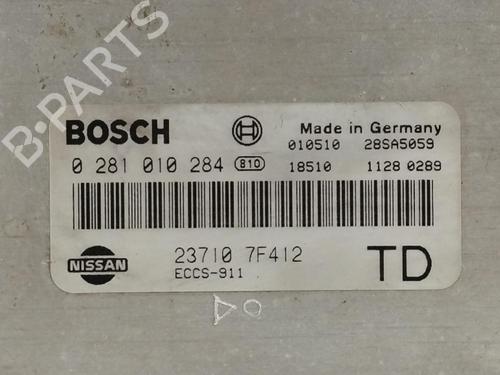 B-PARTS
BOSCH
Made in Germany
010510 28SA5059
0 281 010 284 810
18510 1128 0289
NISSAN
23710 7F412
ECCS-911
TD